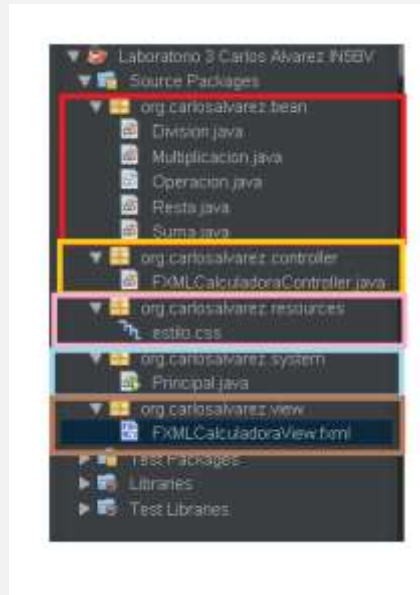 Laboratorio 3 Carlos Alvarez IN5BV
Source Packages
org.carlosalvarez.bean
Division.java
Multiplicacion.java
Operacion.java
Resta.java
Suma.java
org.carlosalvarez.controller
FXMLCalculadoraController.java
org.carlosalvarez.resources
estilo.css
org.carlosalvarez.system
Principal.java
org.carlosalvarez.view
FXMLCalculadoraView.fxml
Test Packages
Libraries
Test Libraries